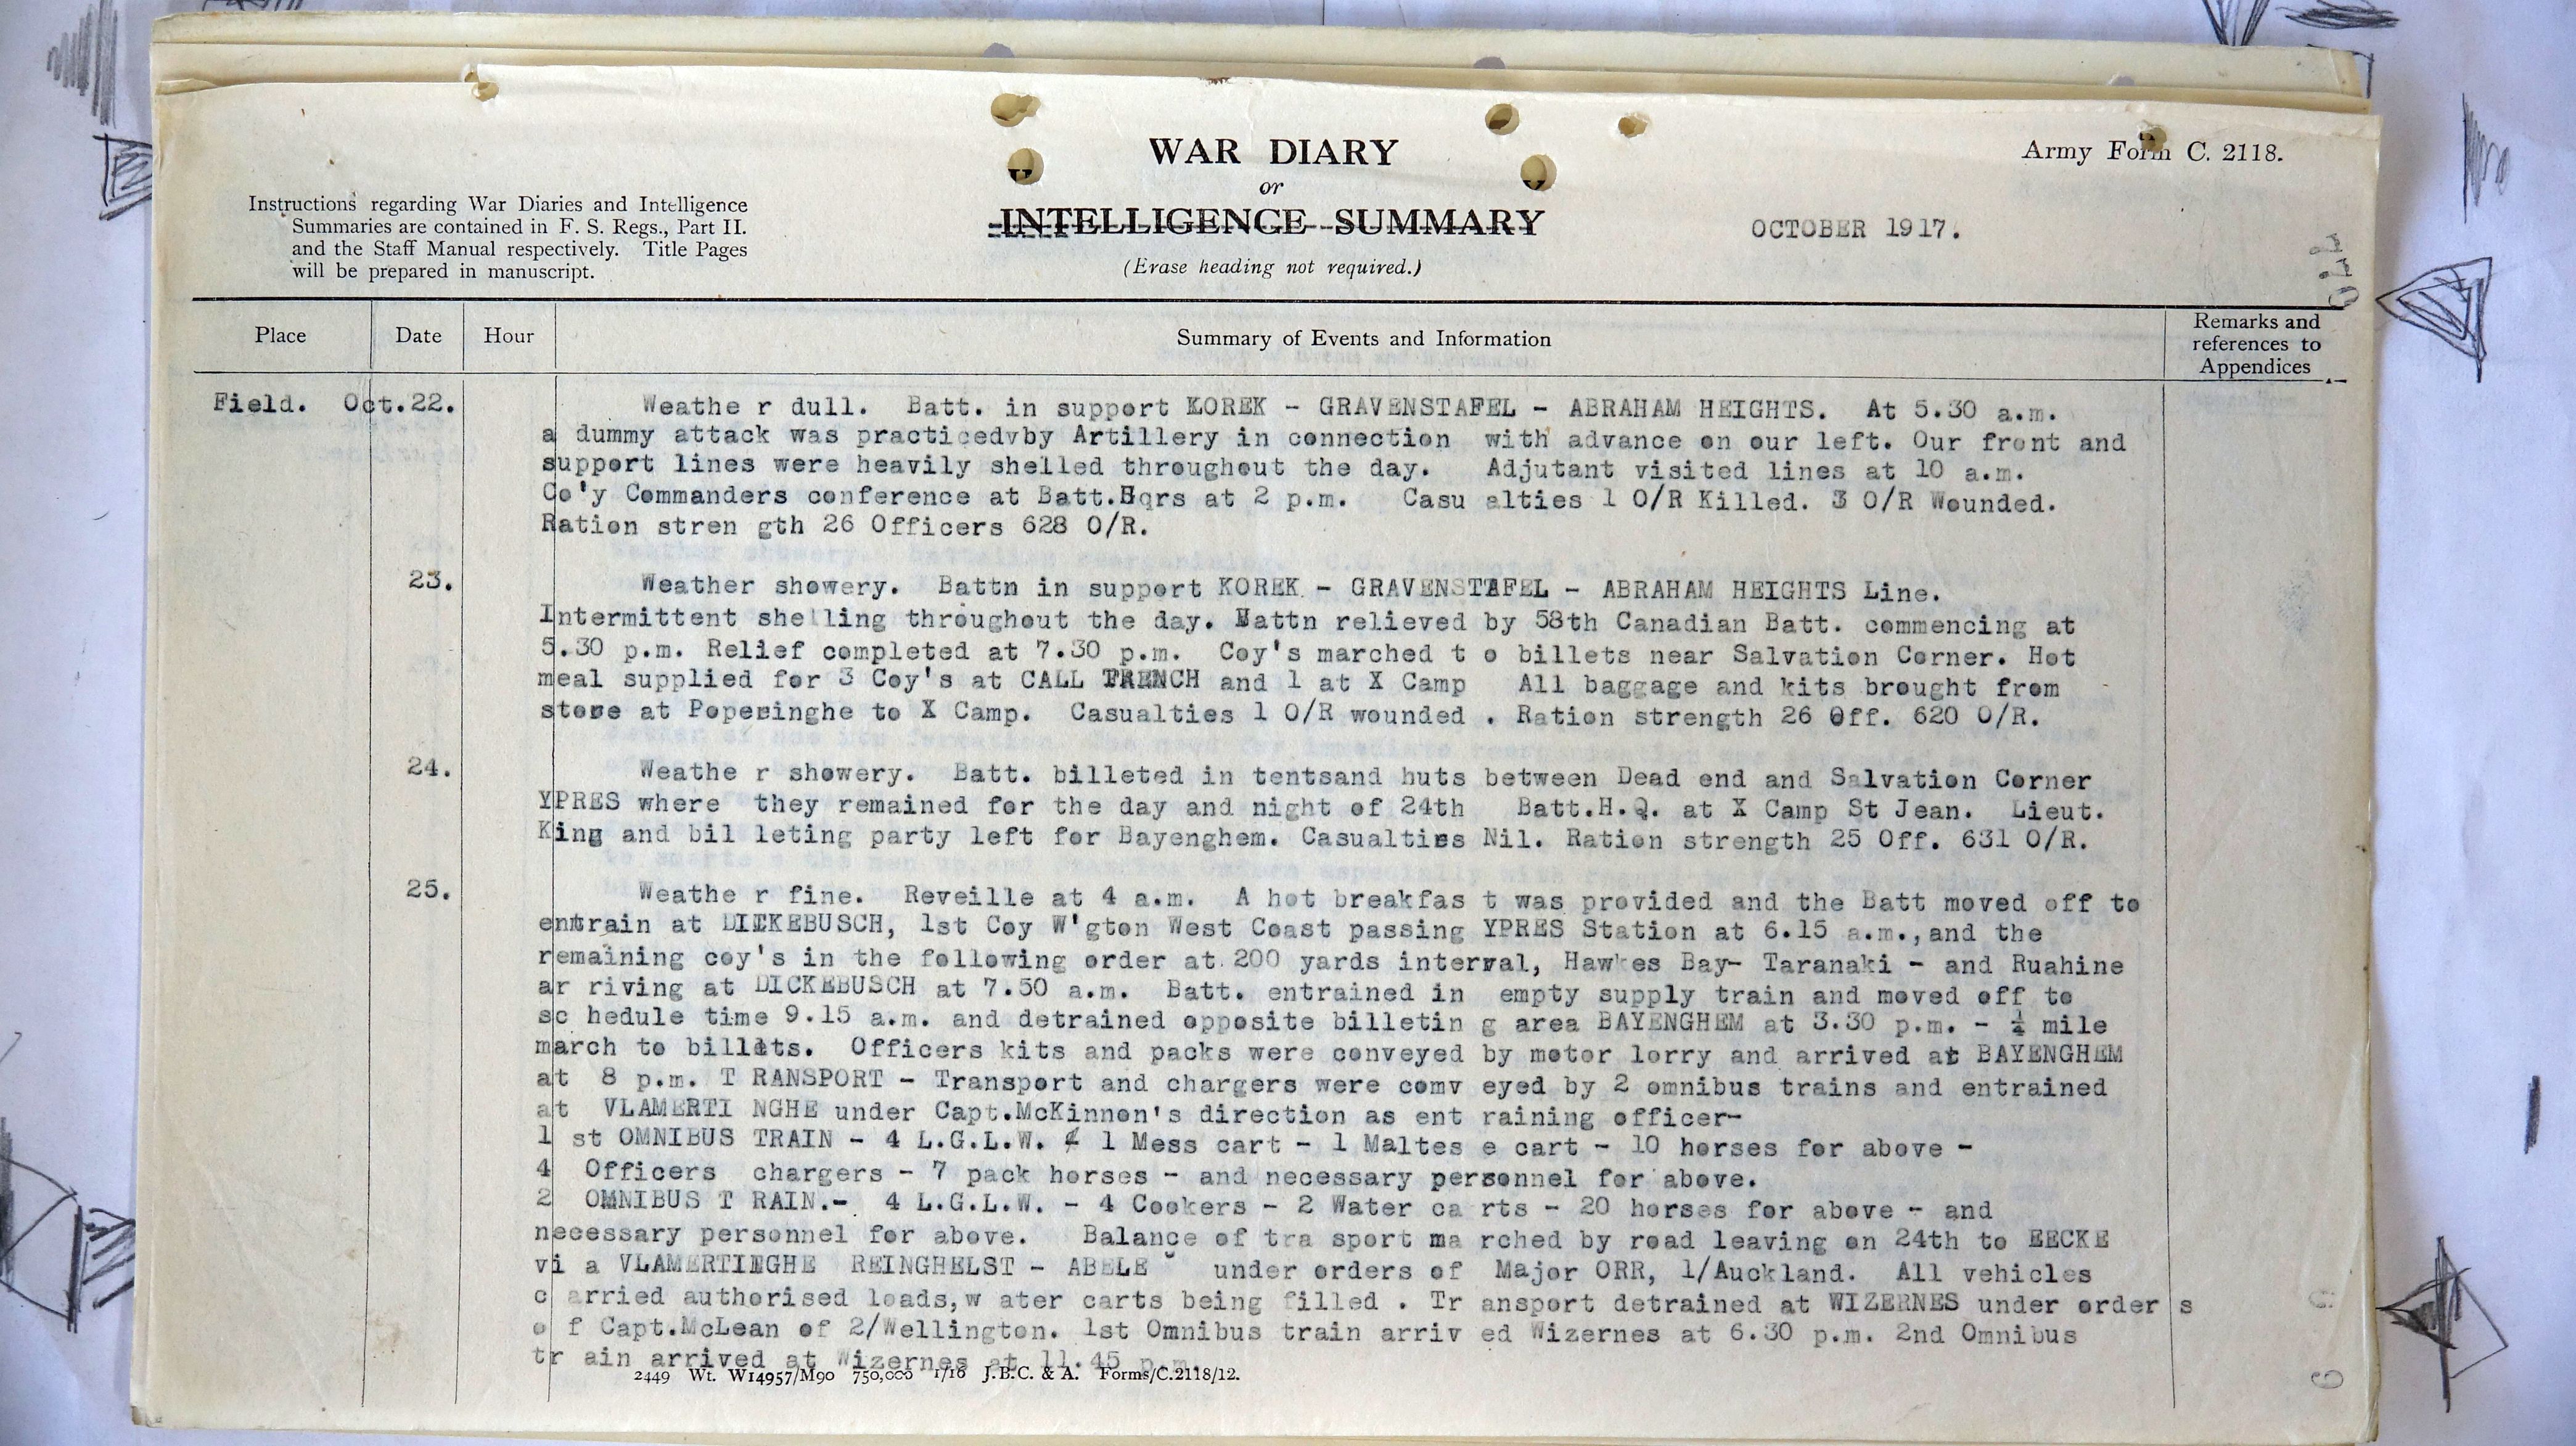 WAR DIARY
or
INTELLIGENCE SUMMARY
(Erase heading not required.)
Army Form C. 2118.
Instructions regarding War Diaries and Intelligence
Summaries are contained in F. S. Regs., Part II.
and the Staff Manual respectively. Title Pages
will be prepared in manuscript.
OCTOBER 1917.
Place Date Hour Summary of Events and Information Remarks and
references to
Appendices
Field. Oct.22. Weathe r dull. Batt. in support KOREK - GRAVENSTAFEL - ABRAHAM HEIGHTS. At 5.30 a.m.
a dummy attack was practicedvby Artillery in connection with advance on our left. Our front and
support lines were heavily shelled throughout the day. Adjutant visited lines at 10 a.m.
Co'y Commanders conference at Batt.Hqrs at 2 p.m. Casu alties 1 O/R Killed. 3 O/R Wounded.
Ration stren gth 26 Officers 628 O/R.
23. Weather showery. Battn in support KOREK - GRAVENSTAFEL - ABRAHAM HEIGHTS Line.
Intermittent shelling throughout the day. Battn relieved by 58th Canadian Batt. commencing at
5.30 p.m. Relief completed at 7.30 p.m. Coy's marched t o billets near Salvation Corner. Hot
meal supplied for 3 Coy's at CALL TRENCH and 1 at X Camp All baggage and kits brought from
store at Poperinghe to X Camp. Casualties 1 O/R wounded . Ration strength 26 Off. 620 O/R.
24. Weathe r showery. Batt. billeted in tentsand huts between Dead end and Salvation Corner
YPRES where they remained for the day and night of 24th Batt.H.Q. at X Camp St Jean. Lieut.
King and bil leting party left for Bayenghem. Casualties Nil. Ration strength 25 Off. 631 O/R.
25. Weathe r fine. Reveille at 4 a.m. A hot breakfas t was provided and the Batt moved off to
entrain at DICKEBUSCH, 1st Coy W'gton West Coast passing YPRES Station at 6.15 a.m.,and the
remaining coy's in the following order at 200 yards interval, Hawkes Bay- Taranaki - and Ruahine
ar riving at DICKEBUSCH at 7.50 a.m. Batt. entrained in empty supply train and moved off to
sc hedule time 9.15 a.m. and detrained opposite billetin g area BAYENGHEM at 3.30 p.m. - ¼ mile
march to billets. Officers kits and packs were conveyed by motor lorry and arrived at BAYENGHEM
at 8 p.m. T RANSPORT - Transport and chargers were comv eyed by 2 omnibus trains and entrained
at VLAMERTI NGHE under Capt.McKinnon's direction as ent raining officer-
1 st OMNIBUS TRAIN - 4 L.G.L.W. 1 Mess cart - 1 Maltes e cart - 10 horses for above -
4 Officers chargers - 7 pack horses - and necessary personnel for above.
2 OMNIBUS T RAIN.- 4 L.G.L.W. - 4 Cookers - 2 Water ca rts - 20 horses for above - and
necessary personnel for above. Balance of tra sport ma rched by road leaving on 24th to EECKE
vi a VLAMERTINGHE REINGHELST - ABELE under orders of Major ORR, 1/Auckland. All vehicles
c arried authorised loads,w ater carts being filled . Tr ansport detrained at WIZERNES under order s
o f Capt.McLean of 2/Wellington. 1st Omnibus train arriv ed Wizernes at 6.30 p.m. 2nd Omnibus
tr ain arrived at Wizernes at 11.45 p.m.
2449 Wt. W14957/M90 750,000 1/16 J.B.C. & A. Forms/C.2118/12.